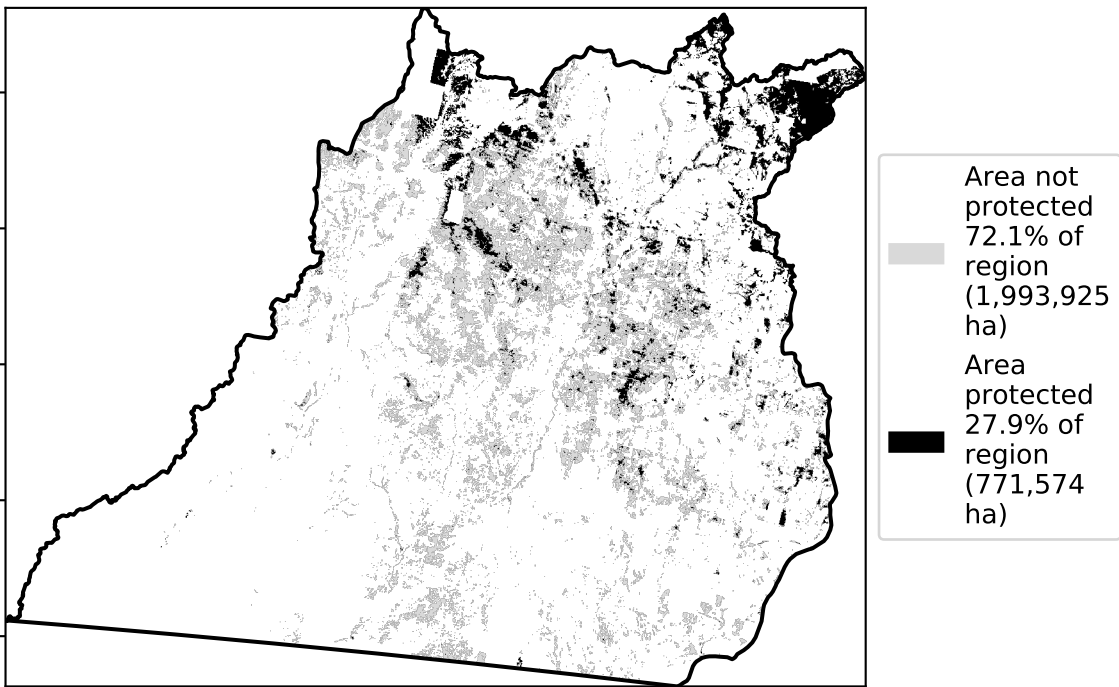 Area not
protected
72.1% of
region
(1,993,925
ha)
Area
protected
27.9% of
region
(771,574
ha)